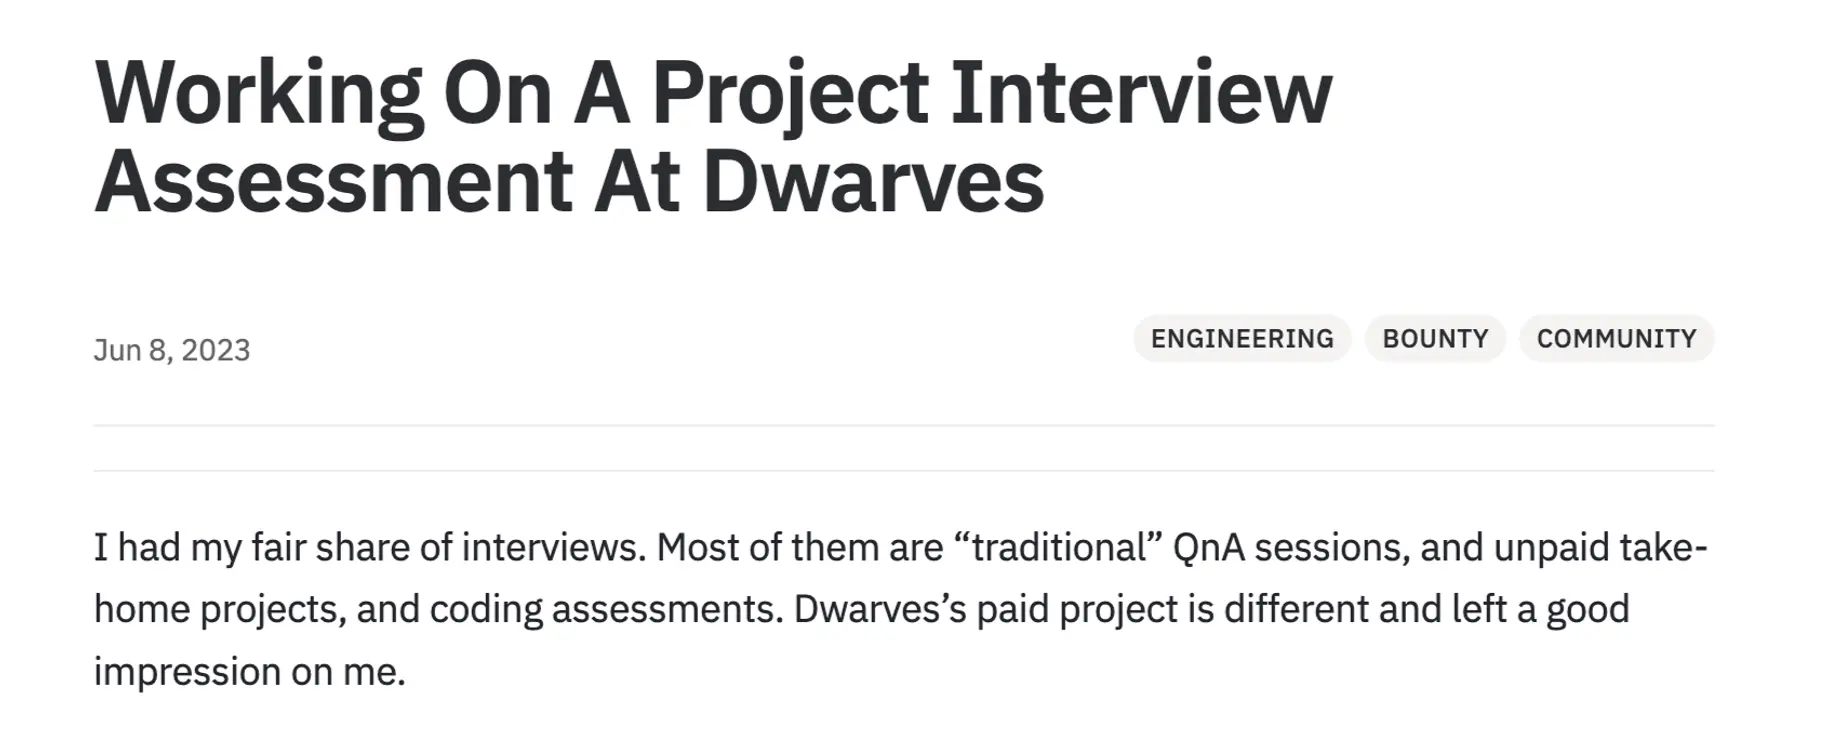 Working On A Project Interview
Assessment At Dwarves
Jun 8, 2023
ENGINEERING BOUNTY COMMUNITY
I had my fair share of interviews. Most of them are “traditional” QnA sessions, and unpaid take-
home projects, and coding assessments. Dwarves’s paid project is different and left a good
impression on me.